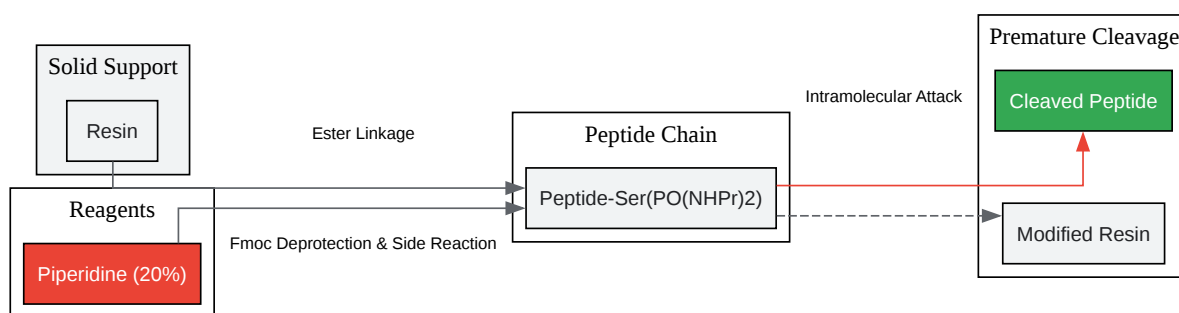 Premature Cleavage
Solid Support
Cleaved Peptide
Intramolecular Attack
Resin
Ester Linkage
Peptide Chain
Peptide-Ser(PO(NHPr)2)
Reagents
Modified Resin
Fmoc Deprotection & Side Reaction
Piperidine (20%)